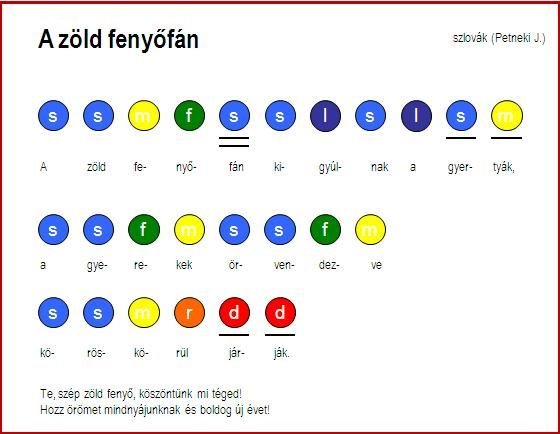 A zöld fenyőfán
szlovák (Petneki J.)
s s m f s s l s l s m
A zöld fe- nyő- fán ki- gyúl- nak a gyer- tyák,
s s f m s s f m
a gye- re- kek ör- ven- dez- ve
s s m r d d
kö- rös- kö- rül jár- ják.
Te, szép zöld fenyő, köszöntünk mi téged!
Hozz örömet mindnyájunknak és boldog új évet!